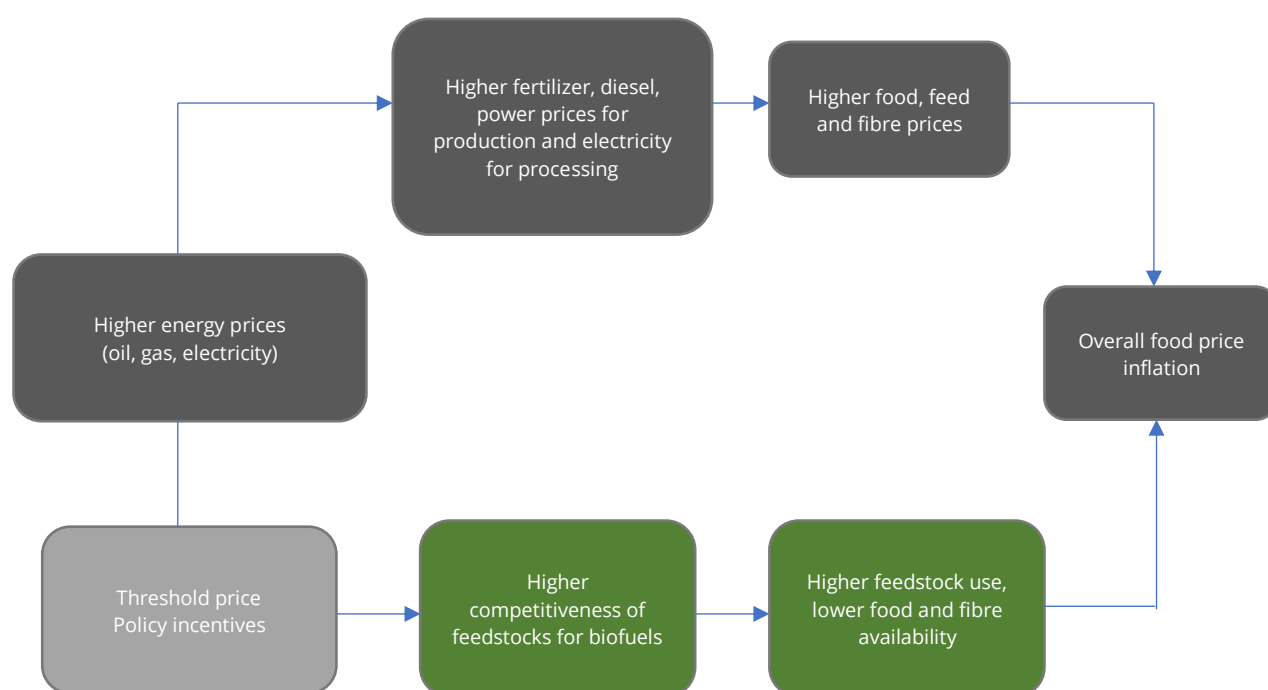 Higher fertilizer, diesel,
power prices for
production and electricity
for processing
Higher food, feed
and fibre prices
Higher energy prices
(oil, gas, electricity)
Overall food price
inflation
Threshold price
Policy incentives
Higher
competitiveness of
feedstocks for biofuels
Higher feedstock use,
lower food and fibre
availability